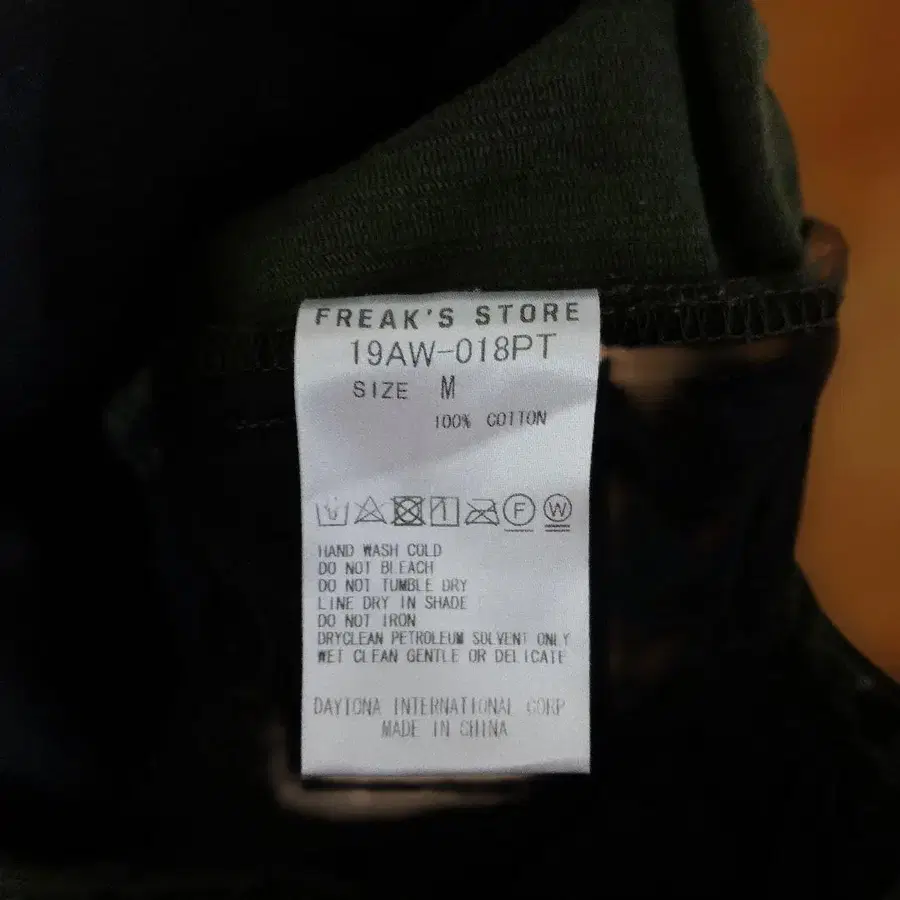 FREAK'S STORE
19AW-018PT
SIZE M
100% COTTON
F W
HAND WASH COLD
DO NOT BLEACH
DO NOT TUMBLE DRY
LINE DRY IN SHADE
DO NOT IRON
DRYCLEAN PETROLEUM SOLVENT ONLY
WET CLEAN GENTLE OR DELICATE
DAYTONA INTERNATIONAL CORP
MADE IN CHINA